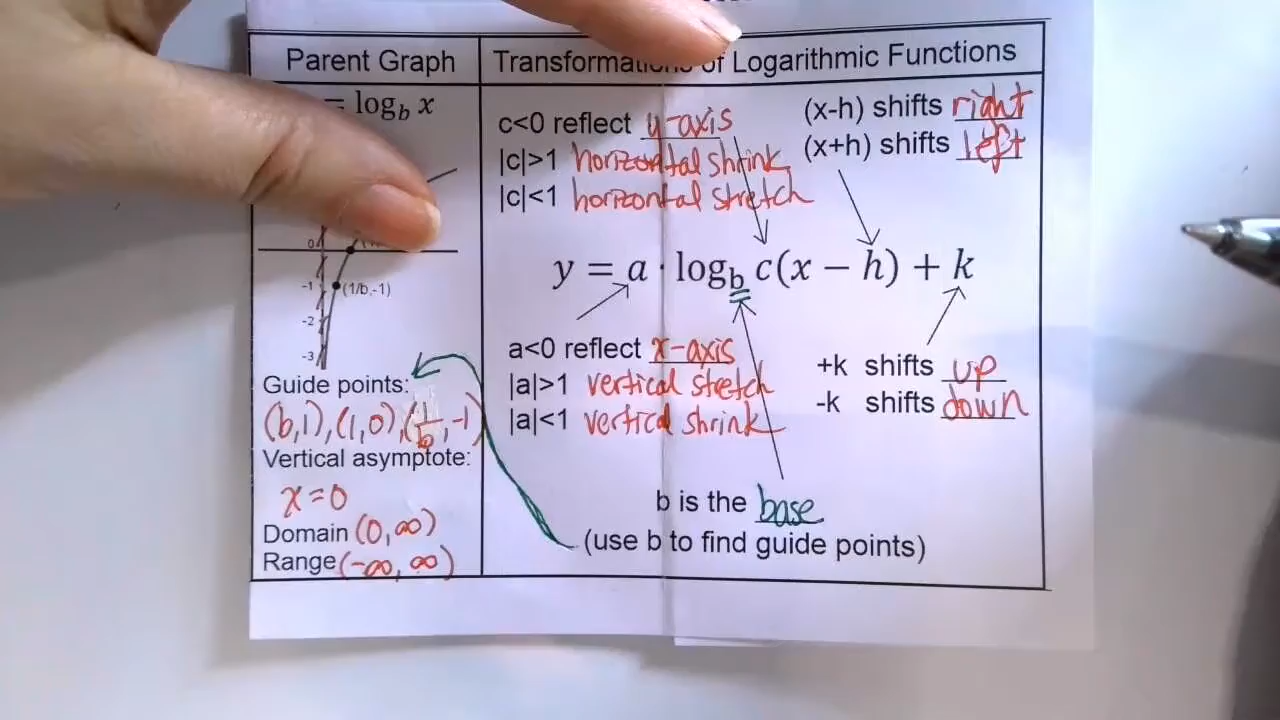 Parent Graph
= log_b x
0
-1
(1/b,-1)
-2
-3
Guide points:
(b,1),(1,0),(1/b,-1)
Vertical asymptote:
x=0
Domain (0,∞)
Range (-∞,∞)
Transformations of Logarithmic Functions
c<0 reflect y-axis
|c|>1 horizontal shrink
|c|<1 horizontal stretch
(x-h) shifts right
(x+h) shifts left
y = a · log_b c(x − h) + k
a<0 reflect x-axis
|a|>1 vertical stretch
|a|<1 vertical shrink
+k shifts up
-k shifts down
b is the base
(use b to find guide points)